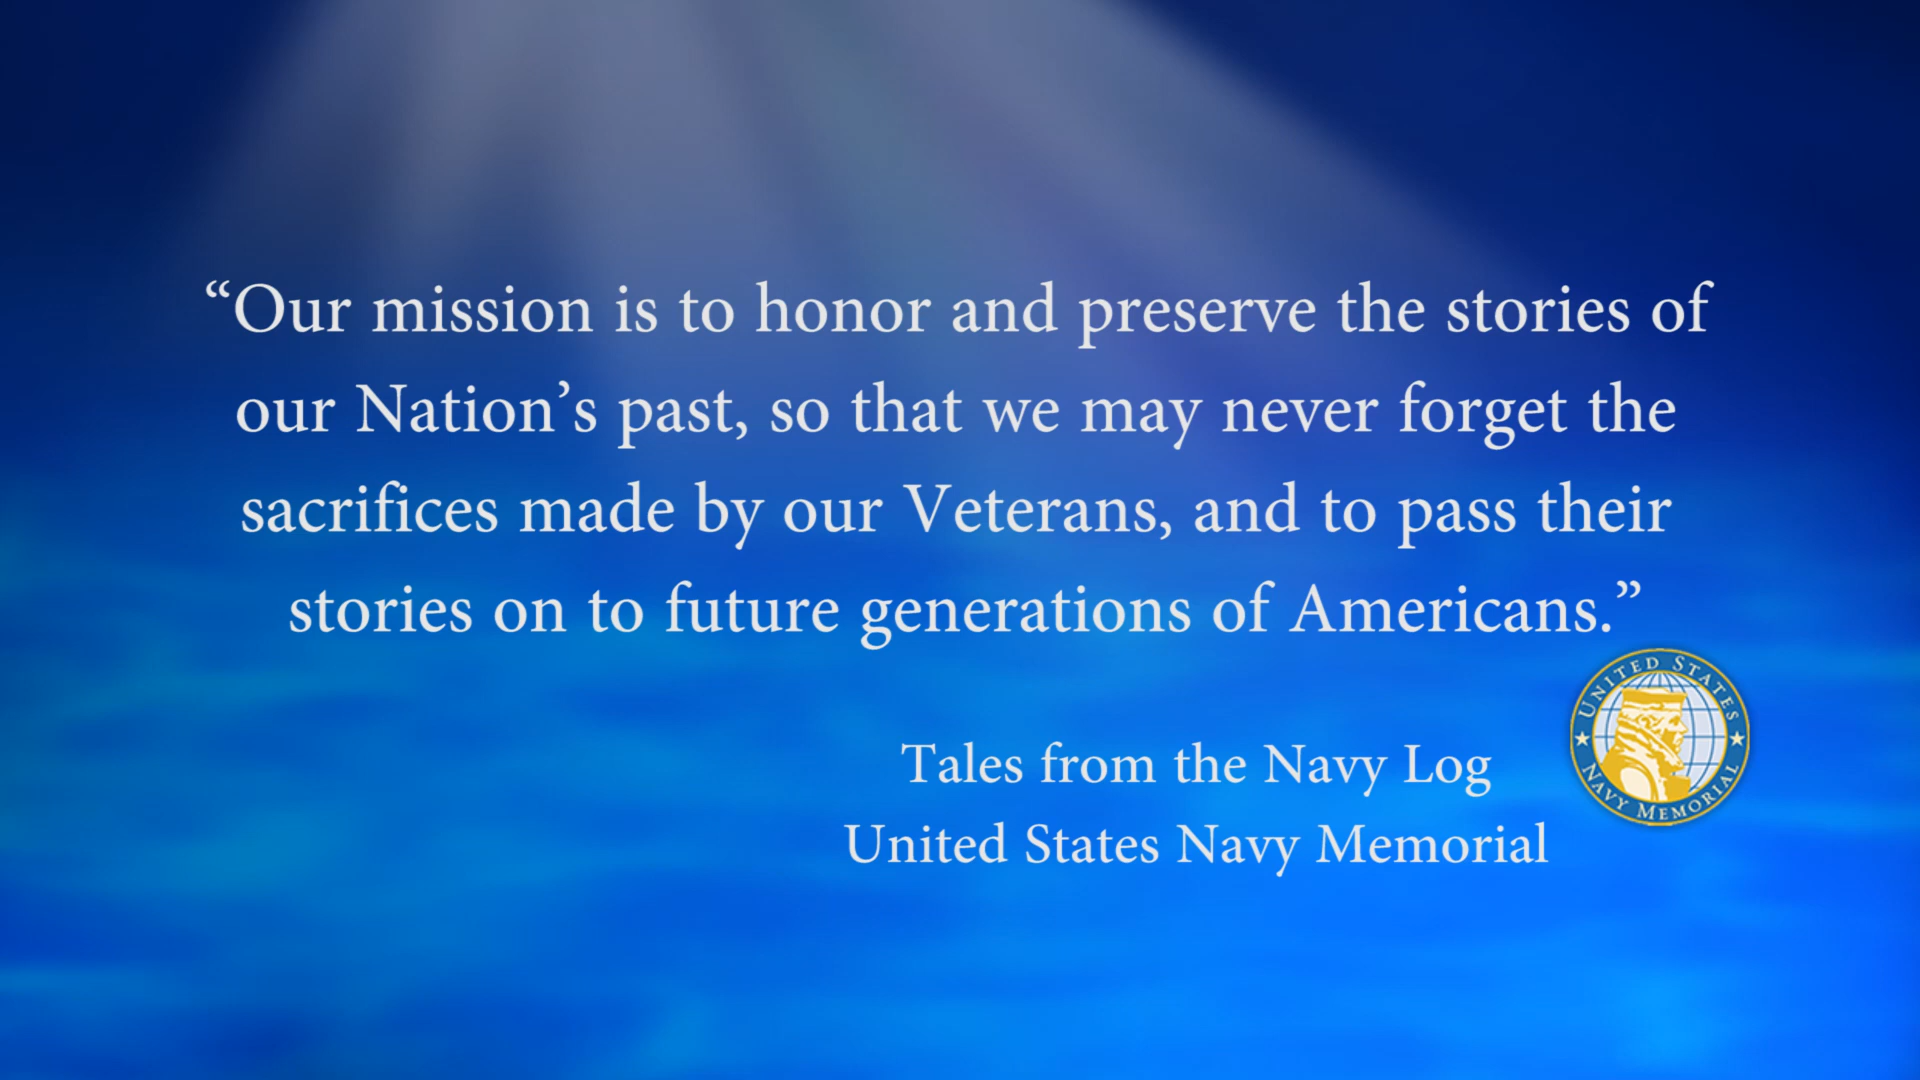 “Our mission is to honor and preserve the stories of
our Nation’s past, so that we may never forget the
sacrifices made by our Veterans, and to pass their
stories on to future generations of Americans.”
Tales from the Navy Log
United States Navy Memorial
UNITED STATES
NAVY MEMORIAL